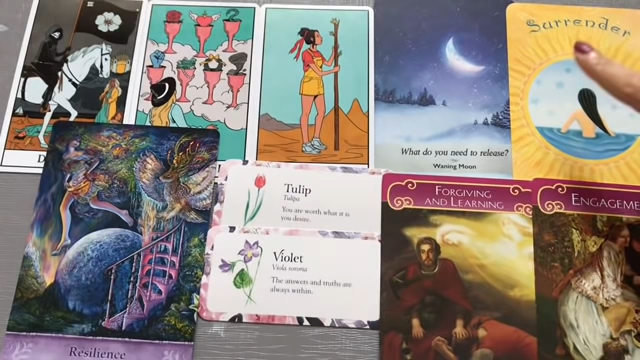 Surrender
What do you need to release?
Waning Moon
Tulip
Tulipa
You are worth what it is
you desire.
Forgiving
and Learning
Violet
Viola sororia
The answers and truths are
always within.
Resilience